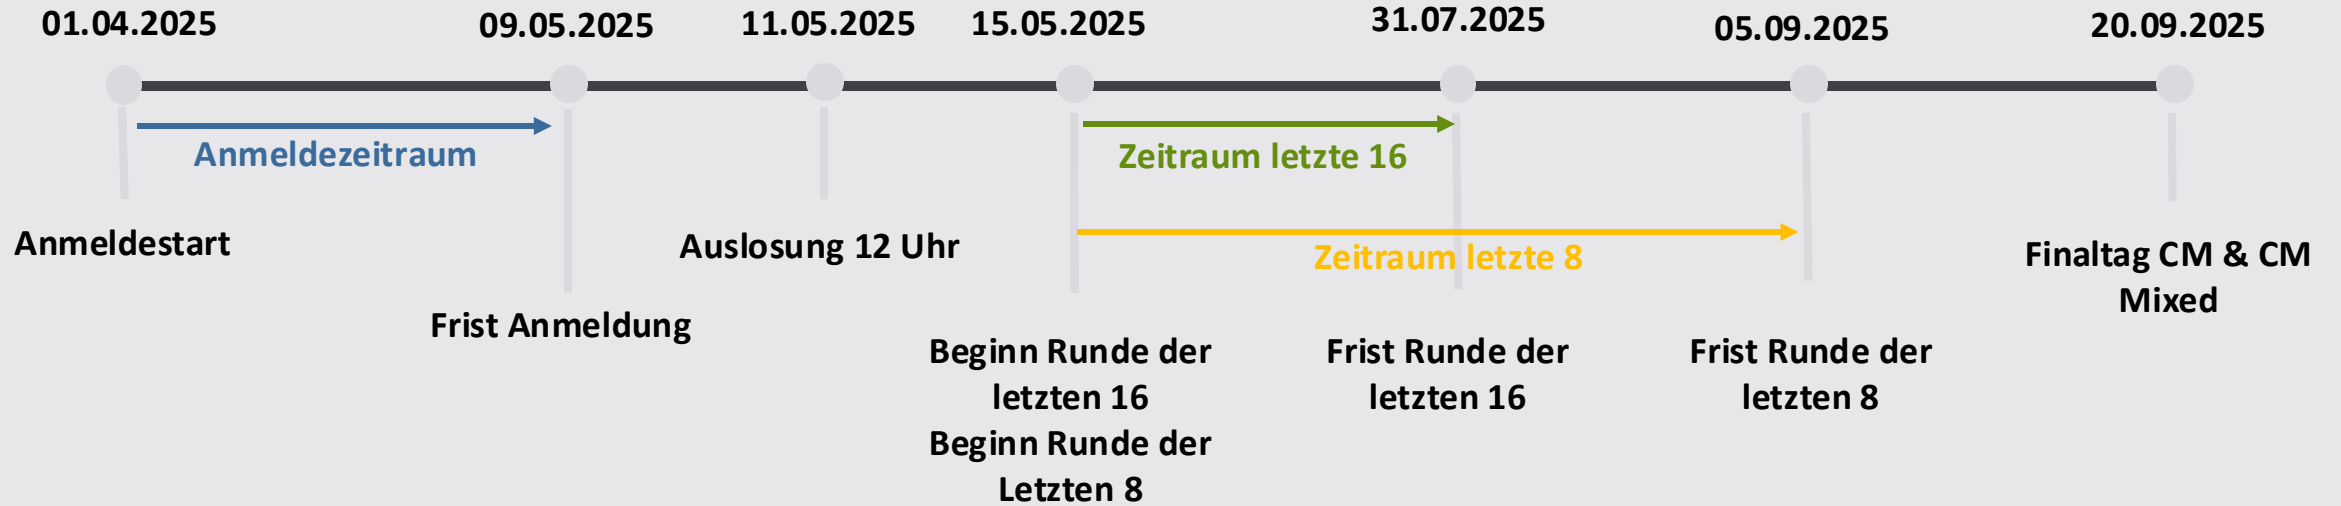 01.04.2025
09.05.2025
11.05.2025
15.05.2025
31.07.2025
05.09.2025
20.09.2025
Anmeldezeitraum
Zeitraum letzte 16
Zeitraum letzte 8
Anmeldestart
Frist Anmeldung
Auslosung 12 Uhr
Beginn Runde der
letzten 16
Beginn Runde der
Letzten 8
Frist Runde der
letzten 16
Frist Runde der
letzten 8
Finaltag CM & CM
Mixed